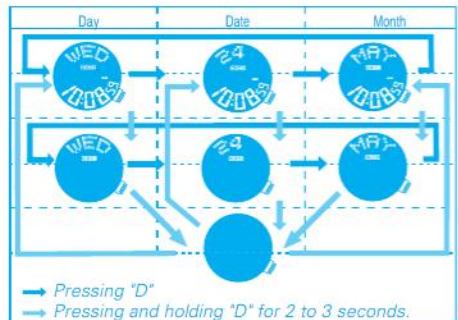 Day Date Month
WED 24 MAY
10:08 59 10:08 59 10:08 59
WED 24 MAY
Pressing "D"
Pressing and holding "D" for 2 to 3 seconds.